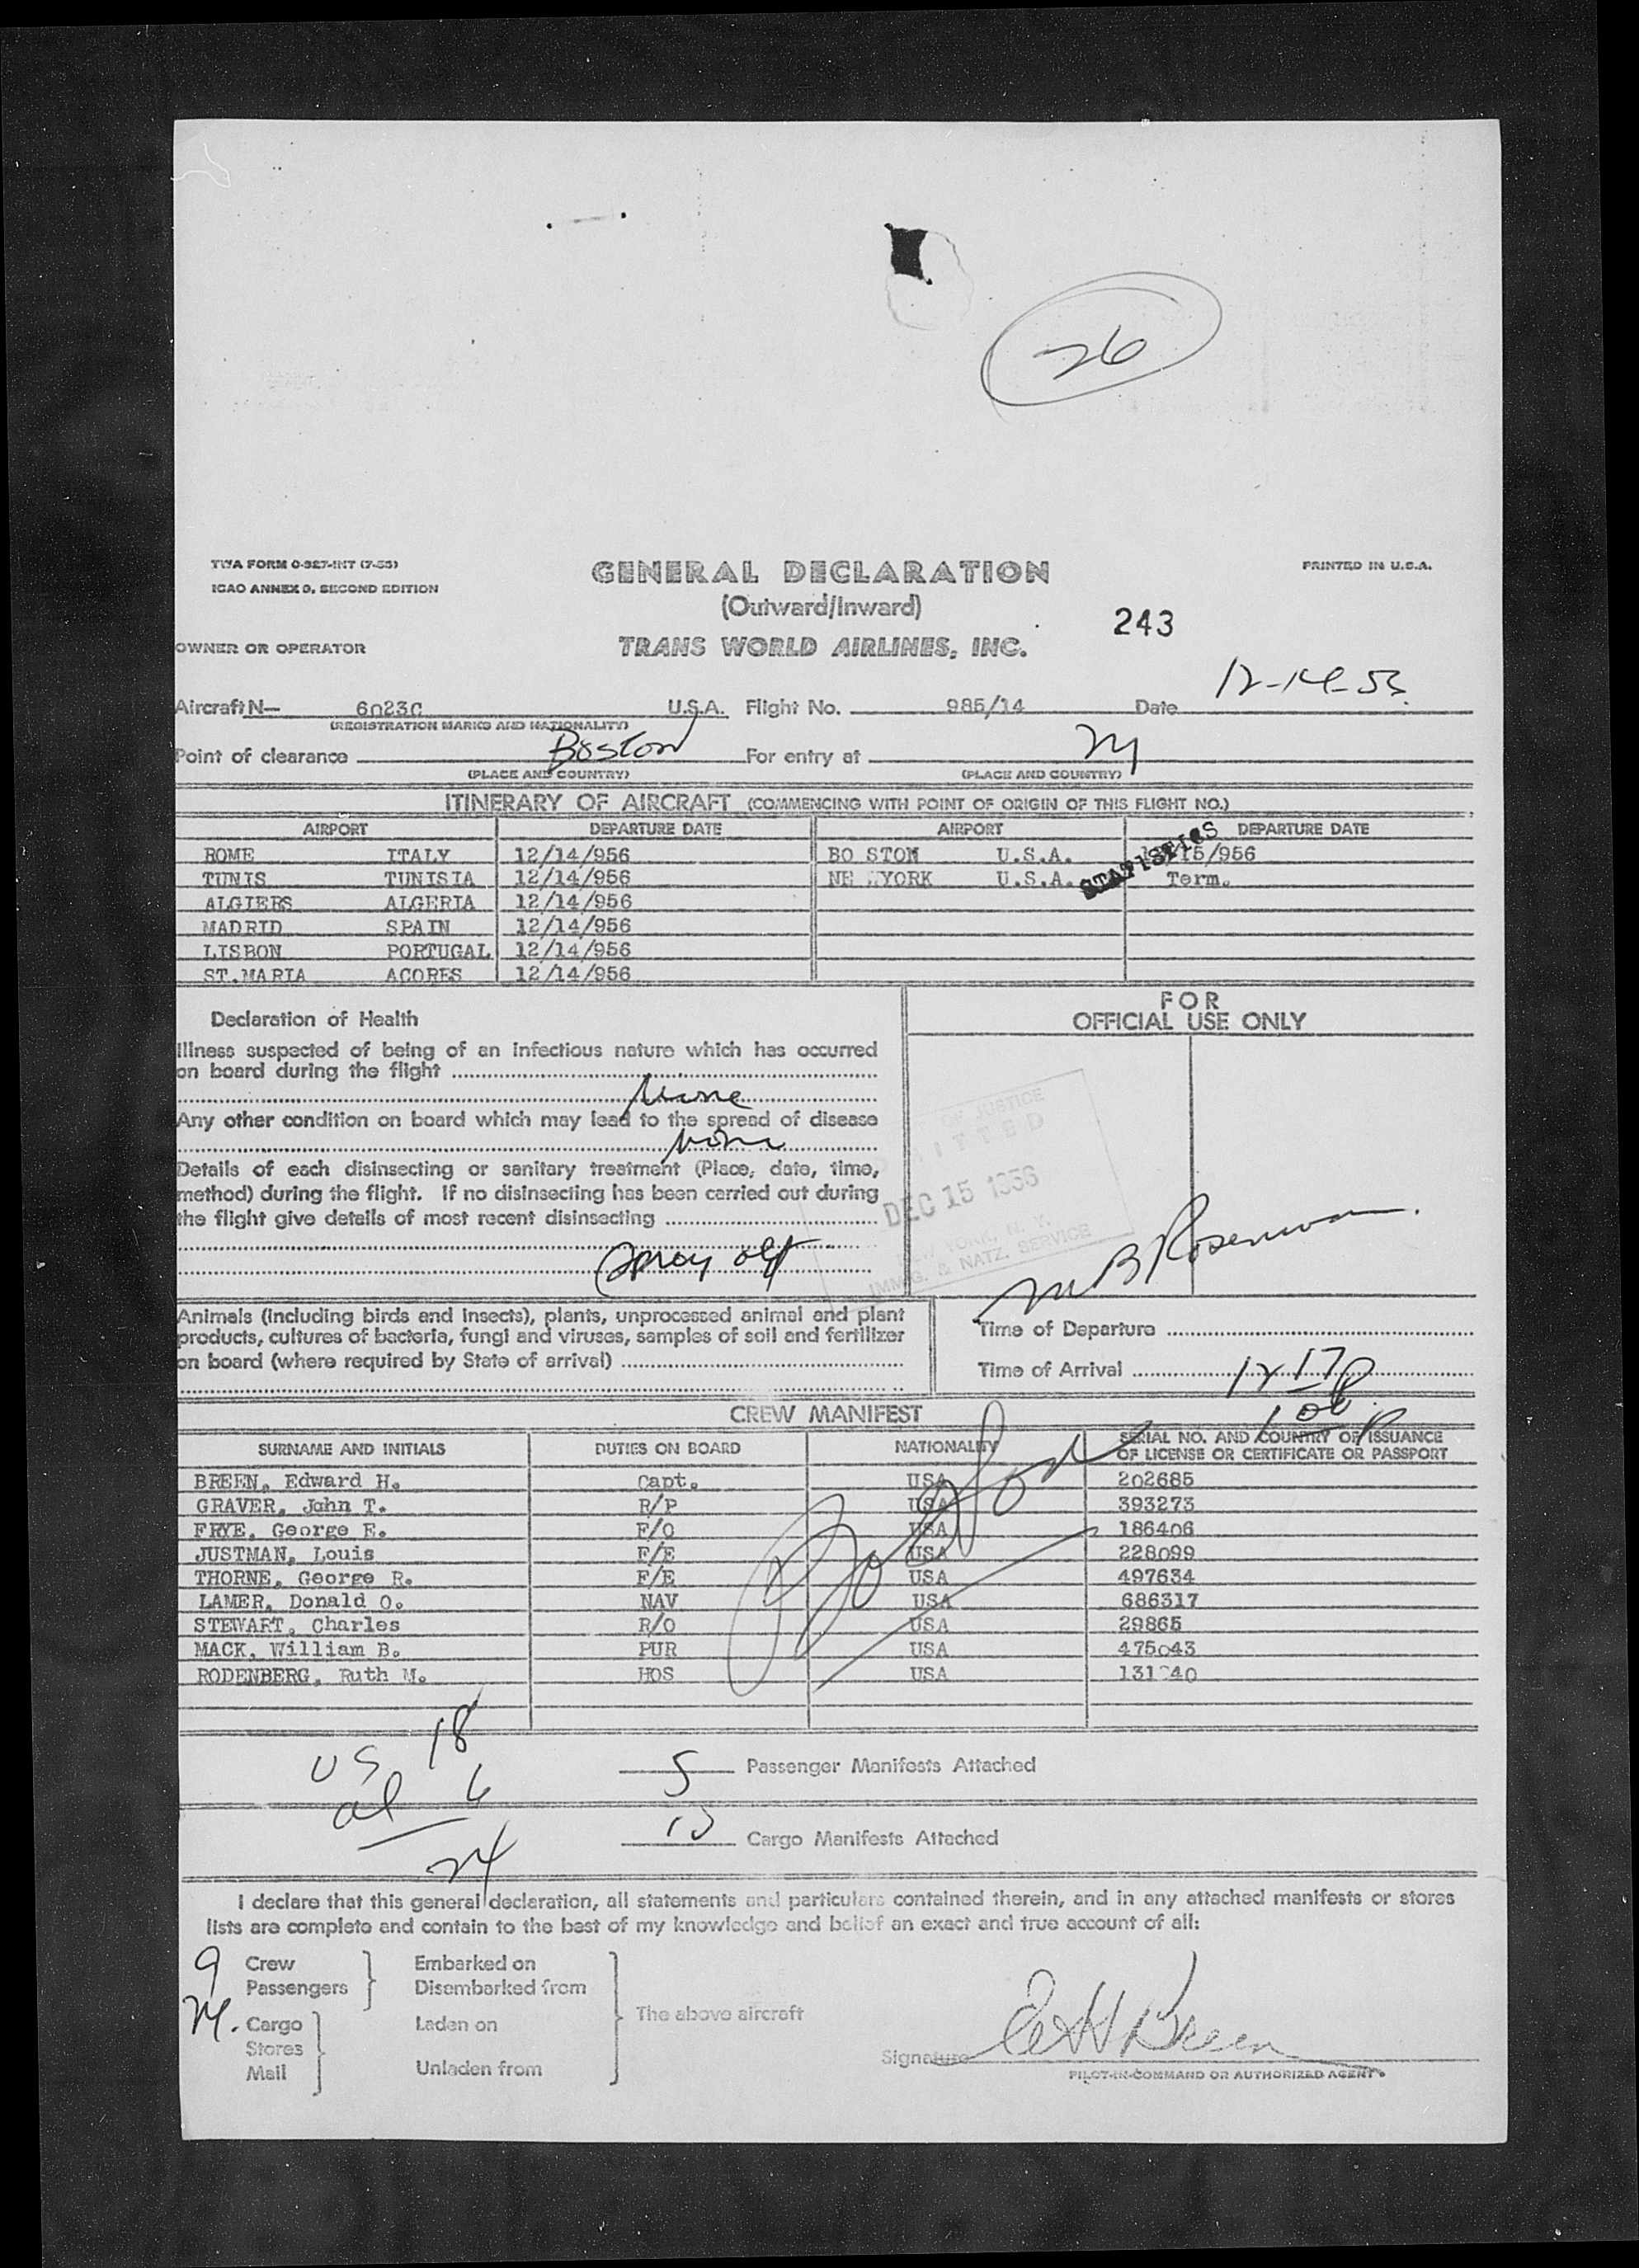 26
TWA FORM O-327-INT (7-55)
ICAO ANNEX 9, SECOND EDITION
GENERAL DECLARATION
PRINTED IN U.S.A.
(Outward/Inward)
243
OWNER OR OPERATOR
TRANS WORLD AIRLINES, INC.
Aircraft N— 6023C U.S.A. Flight No. 985/14 Date 12-14-55
(REGISTRATION MARKS AND NATIONALITY)
Point of clearance Boston For entry at NY
(PLACE AND COUNTRY) (PLACE AND COUNTRY)
ITINERARY OF AIRCRAFT (COMMENCING WITH POINT OF ORIGIN OF THIS FLIGHT NO.)
AIRPORT DEPARTURE DATE AIRPORT DEPARTURE DATE
ROME ITALY 12/14/956 BO STON U.S.A. 15/956
STATISTICS
TUNIS TUNISIA 12/14/956 NE YORK U.S.A. Term.
ALGIERS ALGERIA 12/14/956
MADRID SPAIN 12/14/956
LISBON PORTUGAL 12/14/956
ST.MARIA ACORES 12/14/956
Declaration of Health
FOR
OFFICIAL USE ONLY
Illness suspected of being of an infectious nature which has occurred
on board during the flight
None
Any other condition on board which may lead to the spread of disease
None
Details of each disinsecting or sanitary treatment (Place, date, time,
method) during the flight. If no disinsecting has been carried out during
the flight give details of most recent disinsecting
Spray
OF JUSTICE
DEC 15 1956
YORK, N. Y.
IMMIG. & NATZ. SERVICE
M B Rosenman
Animals (including birds and insects), plants, unprocessed animal and plant
products, cultures of bacteria, fungi and viruses, samples of soil and fertilizer
on board (where required by State of arrival)
Time of Departure
Time of Arrival 12 17p
CREW MANIFEST
SURNAME AND INITIALS DUTIES ON BOARD NATIONALITY SERIAL NO. AND COUNTRY OF ISSUANCE
OF LICENSE OR CERTIFICATE OR PASSPORT
BREEN, Edward H. Capt. USA 202685
GRAVER, John T. R/P USA 393273
FRYE, George E. F/O USA 186406
JUSTMAN, Louis F/E USA 228099
THORNE, George R. F/E USA 497634
LAMER, Donald O. NAV USA 686317
STEWART, Charles R/O USA 29865
MACK, William B. PUR USA 475043
RODENBERG, Ruth M. HOS USA
US 18
al 6
24
5 Passenger Manifests Attached
Cargo Manifests Attached
I declare that this general declaration, all statements and particulars contained therein, and in any attached manifests or stores
lists are complete and contain to the best of my knowledge and belief an exact and true account of all:
9 Crew Embarked on
24. Passengers Disembarked from
The above aircraft
Cargo Laden on
Stores
Mail Unladen from
Signature E H Breen
PILOT-IN-COMMAND OR AUTHORIZED AGENT